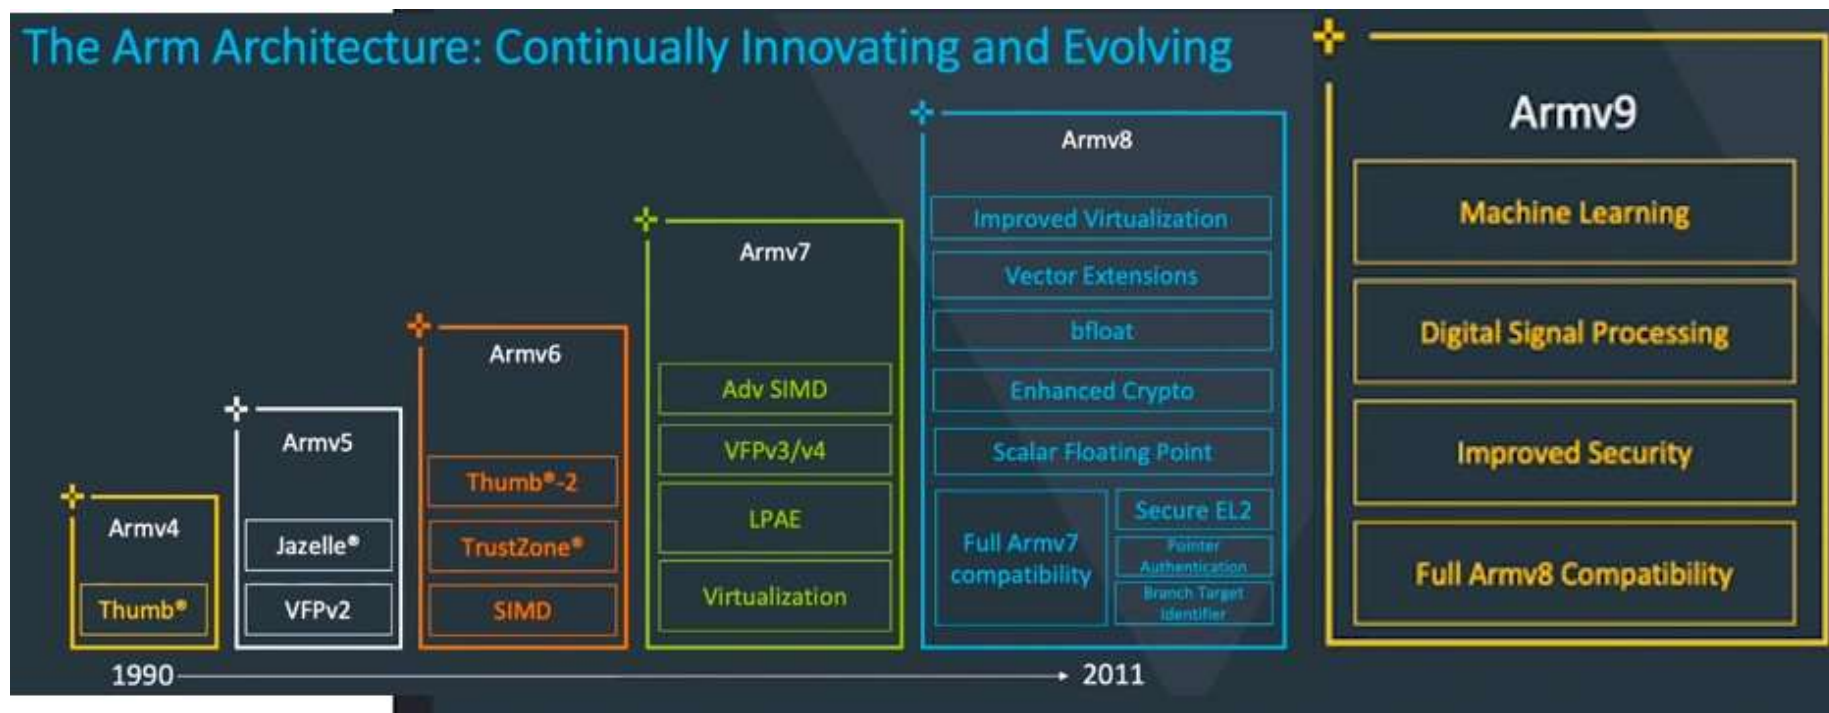 The Arm Architecture: Continually Innovating and Evolving
Armv4
Thumb®
Armv5
Jazelle®
VFPv2
Armv6
Thumb®-2
TrustZone®
SIMD
Armv7
Adv SIMD
VFPv3/v4
LPAE
Virtualization
Armv8
Improved Virtualization
Vector Extensions
bfloat
Enhanced Crypto
Scalar Floating Point
Full Armv7
compatibility
Secure EL2
Pointer
Authentication
Branch Target
Identifier
Armv9
Machine Learning
Digital Signal Processing
Improved Security
Full Armv8 Compatibility
1990
2011